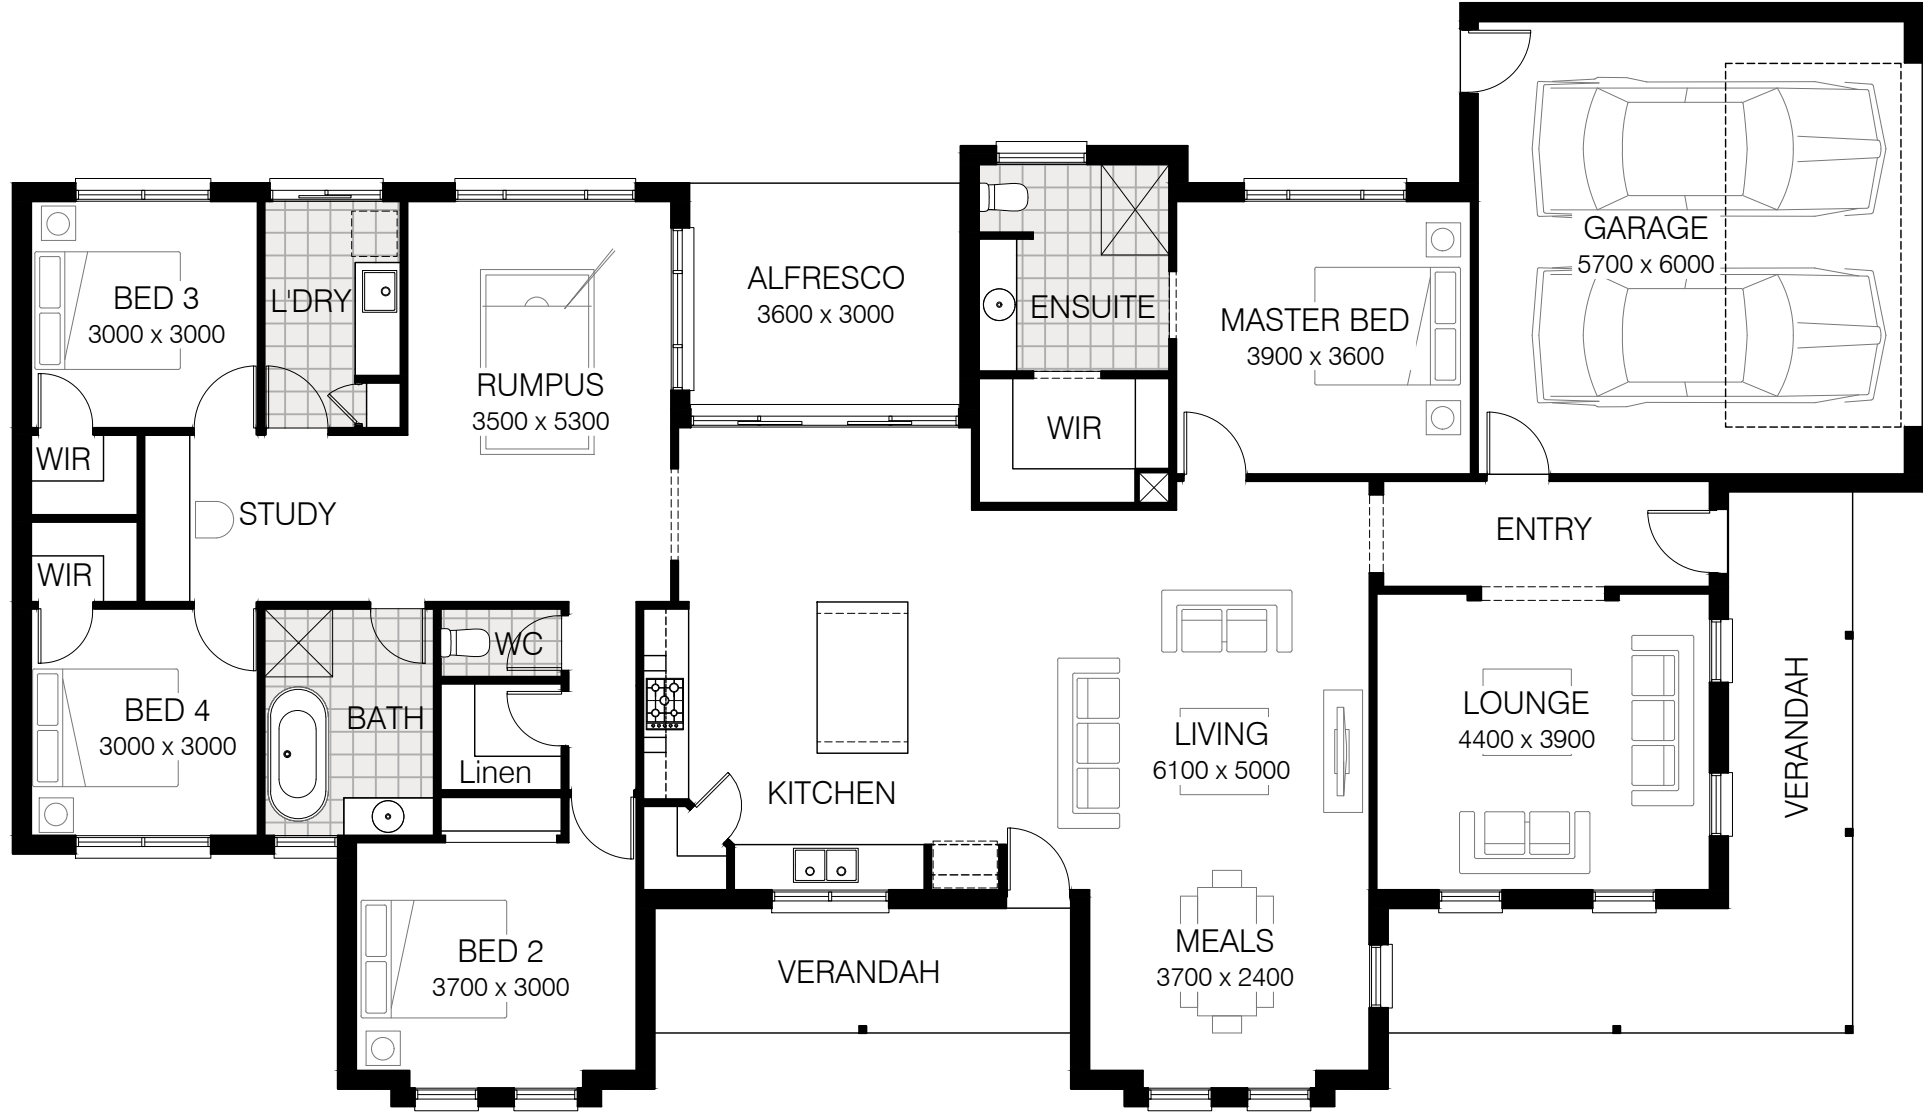 GARAGE
5700 x 6000
BED 3
3000 x 3000
L'DRY
RUMPUS
3500 x 5300
ALFRESCO
3600 x 3000
ENSUITE
MASTER BED
3900 x 3600
WIR
WIR
STUDY
ENTRY
WIR
WC
BED 4
3000 x 3000
BATH
Linen
KITCHEN
LIVING
6100 x 5000
LOUNGE
4400 x 3900
VERANDAH
BED 2
3700 x 3000
VERANDAH
MEALS
3700 x 2400